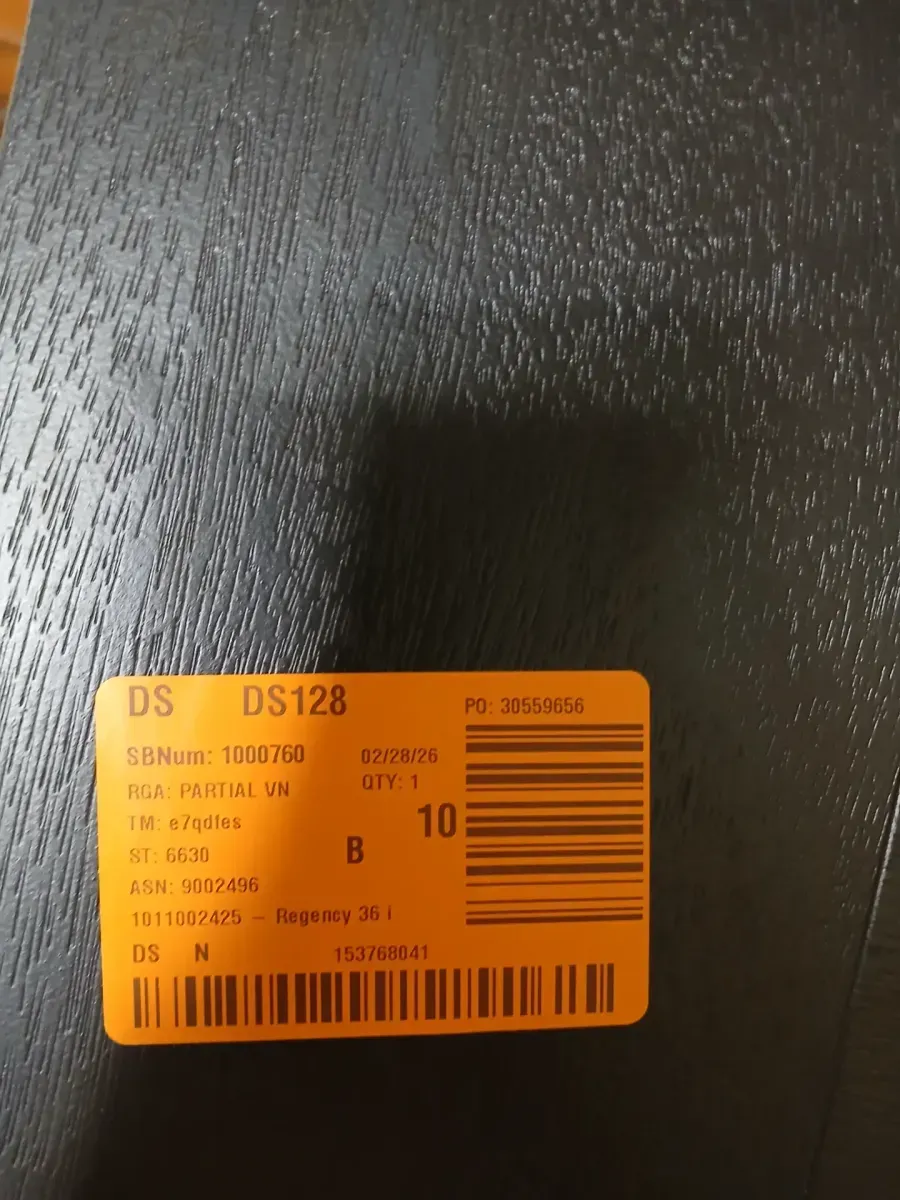 DS DS128
PO: 30559656
SBNum: 1000760 02/28/26
RGA: PARTIAL VN QTY: 1
TM: e7qdfes
10
ST: 6630 B
ASN: 9002496
1011002425 – Regency 36 i
DS N 153768041